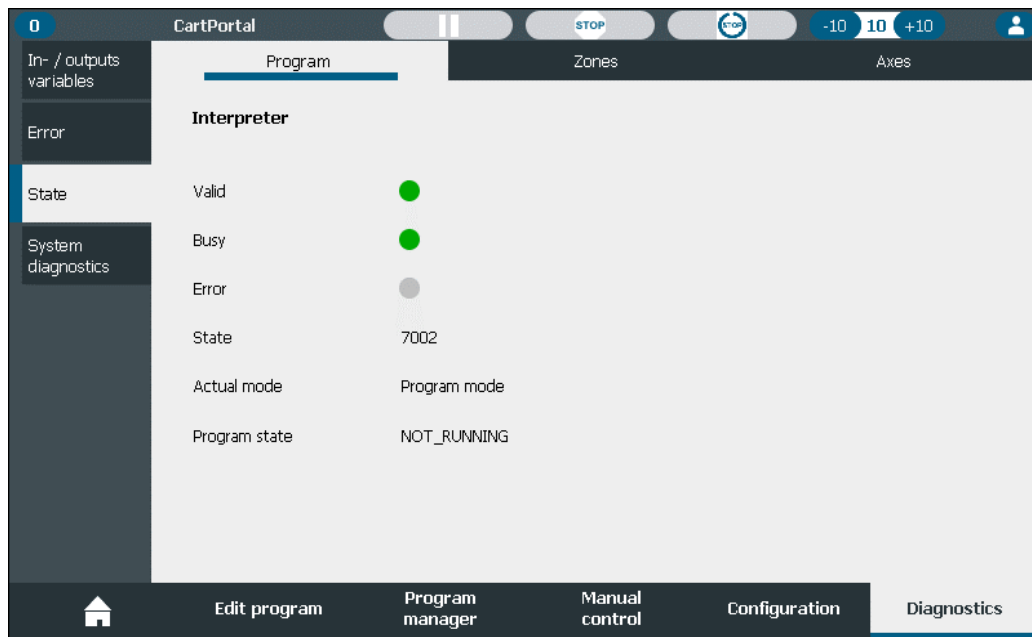 0
CartPortal
STOP
STOP
-10 10 +10
In- / outputs
variables
Error
State
System
diagnostics
Program
Zones
Axes
Interpreter
Valid
Busy
Error
State 7002
Actual mode Program mode
Program state NOT_RUNNING
Edit program
Program
manager
Manual
control
Configuration
Diagnostics